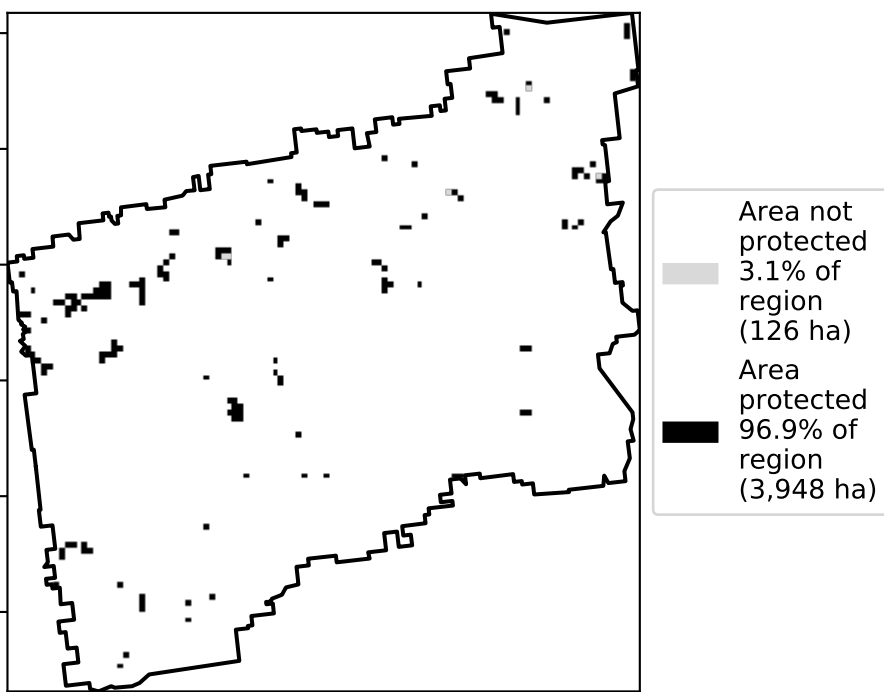 Area not
protected
3.1% of
region
(126 ha)
Area
protected
96.9% of
region
(3,948 ha)